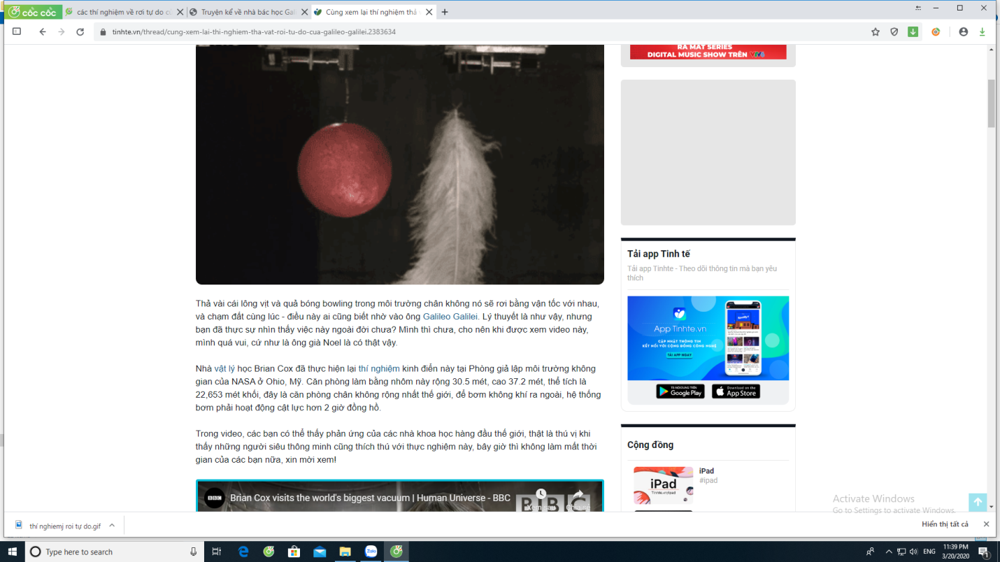 cốc cốc
các thí nghiệm về rơi tự do củ
Truyện kể về nhà bác học Gal
Cùng xem lại thí nghiệm thả v
tinhte.vn/thread/cung-xem-lai-thi-nghiem-tha-vat-roi-tu-do-cua-galileo-galilei.2383634
RA MẮT SERIES
DIGITAL MUSIC SHOW TRÊN VTV6
Thả vài cái lông vịt và quả bóng bowling trong môi trường chân không nó sẽ rơi bằng vận tốc với nhau,
và chạm đất cùng lúc - điều này ai cũng biết nhờ vào ông Galileo Galilei. Lý thuyết là như vậy, nhưng
bạn đã thực sự nhìn thấy việc này ngoài đời chưa? Mình thì chưa, cho nên khi được xem video này,
mình quá vui, cứ như là ông già Noel là có thật vậy.
Nhà vật lý học Brian Cox đã thực hiện lại thí nghiệm kinh điển này tại Phòng giả lập môi trường không
gian của NASA ở Ohio, Mỹ. Căn phòng làm bằng nhôm này rộng 30.5 mét, cao 37.2 mét, thể tích là
22,653 mét khối, đây là căn phòng chân không rộng nhất thế giới, để bơm không khí ra ngoài, hệ thống
bơm phải hoạt động cật lực hơn 2 giờ đồng hồ.
Trong video, các bạn có thể thấy phản ứng của các nhà khoa học hàng đầu thế giới, thật là thú vị khi
thấy những người siêu thông minh cũng thích thú với thực nghiệm này, bây giờ thì không làm mất thời
gian của các bạn nữa, xin mời xem!
BBC
Brian Cox visits the world's biggest vacuum | Human Universe - BBC
BBC
Xem sau
Chia sẻ
Tải app Tinh tế
Tải app Tinhte - Theo dõi thông tin mà bạn yêu
thích
App Tinhte.vn
CẬP NHẬT THÔNG TIN
KẾT NỐI VỚI CỘNG ĐỒNG CÔNG NGHỆ
TẢI APP NGAY
Google Play
Download on the
App Store
Cộng đồng
iPad
Tinhte.vn/ipad
iPad
#ipad
Activate Windows
Go to Settings to activate Windows.
thí nghiemj roi tự do.gif
Hiển thị tất cả
Type here to search
Zalo
ENG
11:39 PM
3/20/2020
1